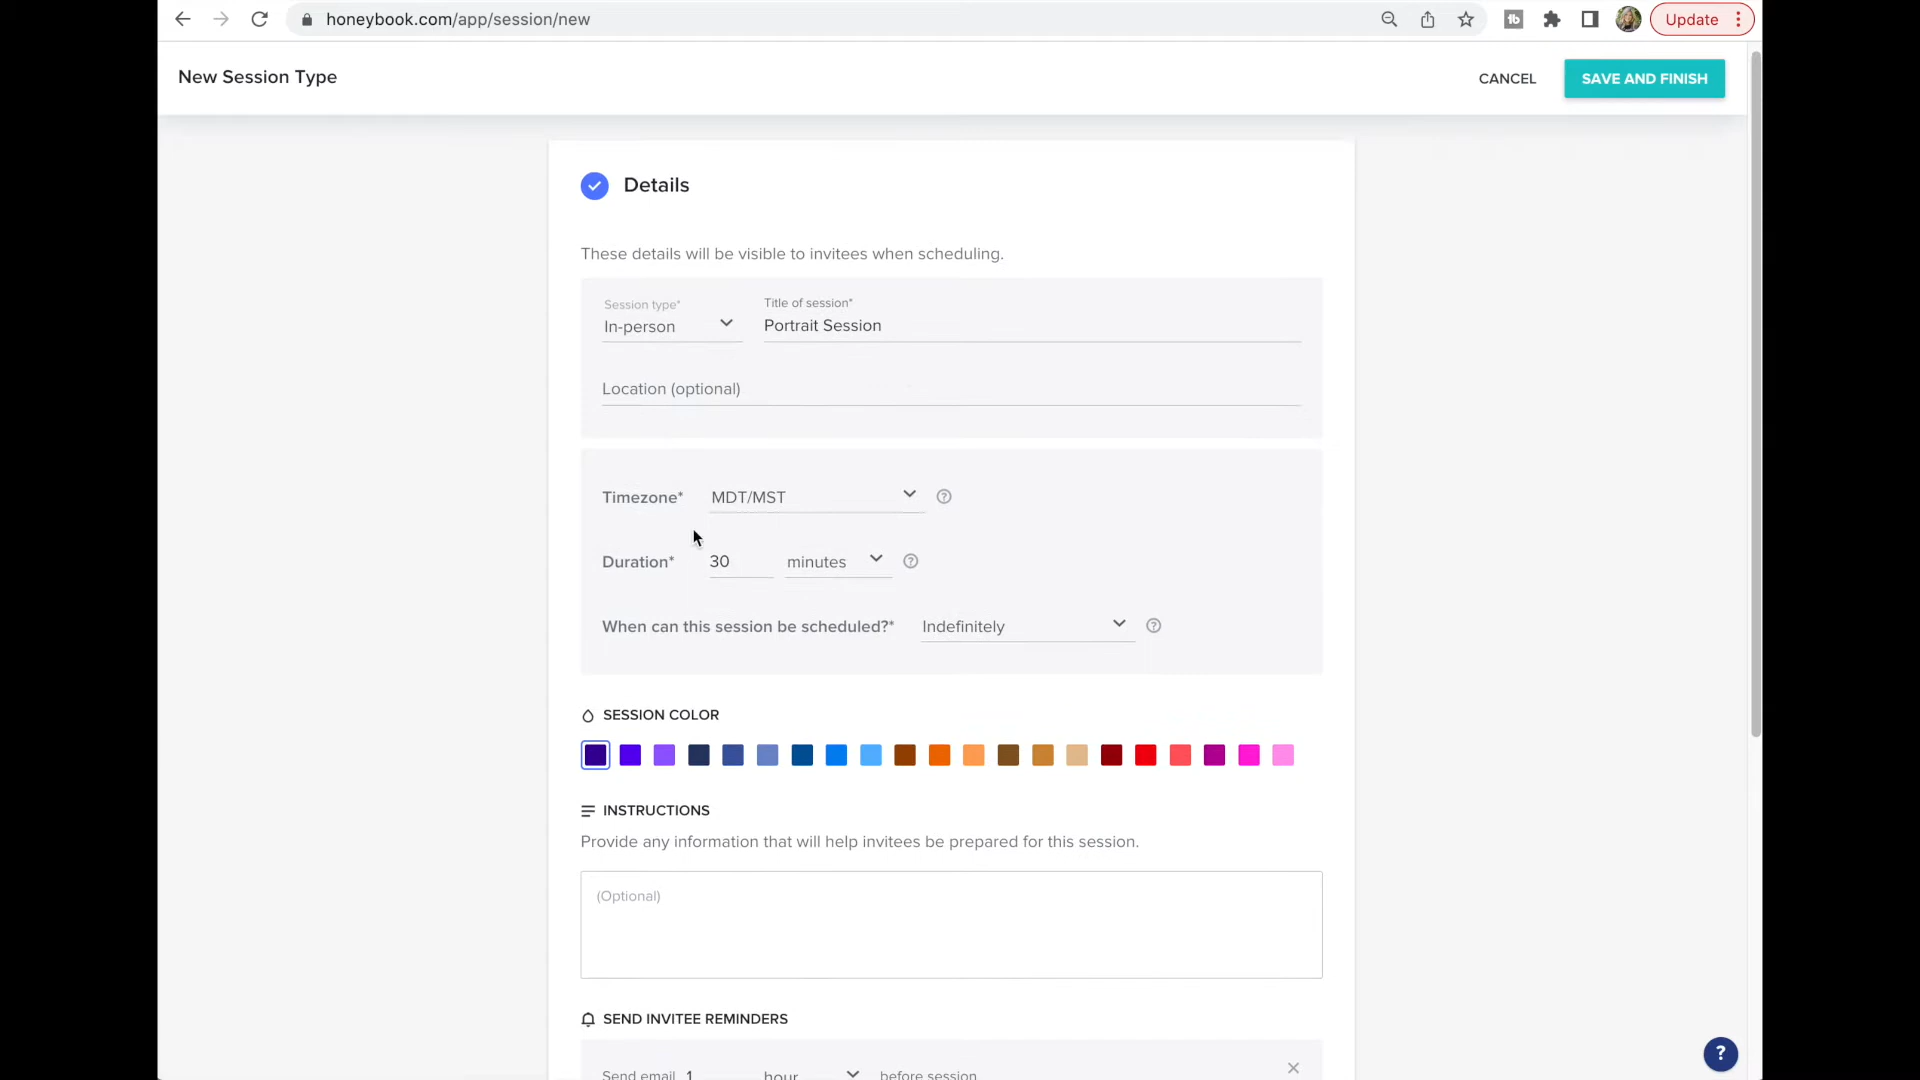 honeybook.com/app/session/new
Update
New Session Type
CANCEL
SAVE AND FINISH
Details
These details will be visible to invitees when scheduling.
Session type*
Title of session*
In-person
Portrait Session
Location (optional)
Timezone*
MDT/MST
?
Duration*
30
minutes
?
When can this session be scheduled?*
Indefinitely
?
SESSION COLOR
INSTRUCTIONS
Provide any information that will help invitees be prepared for this session.
(Optional)
SEND INVITEE REMINDERS
?
Send email 1 hour before session